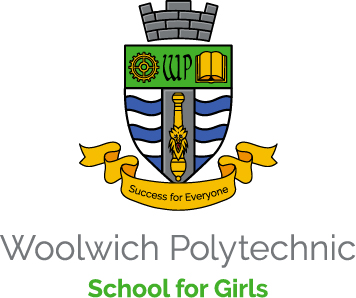 WP
Success for Everyone
Woolwich Polytechnic
School for Girls